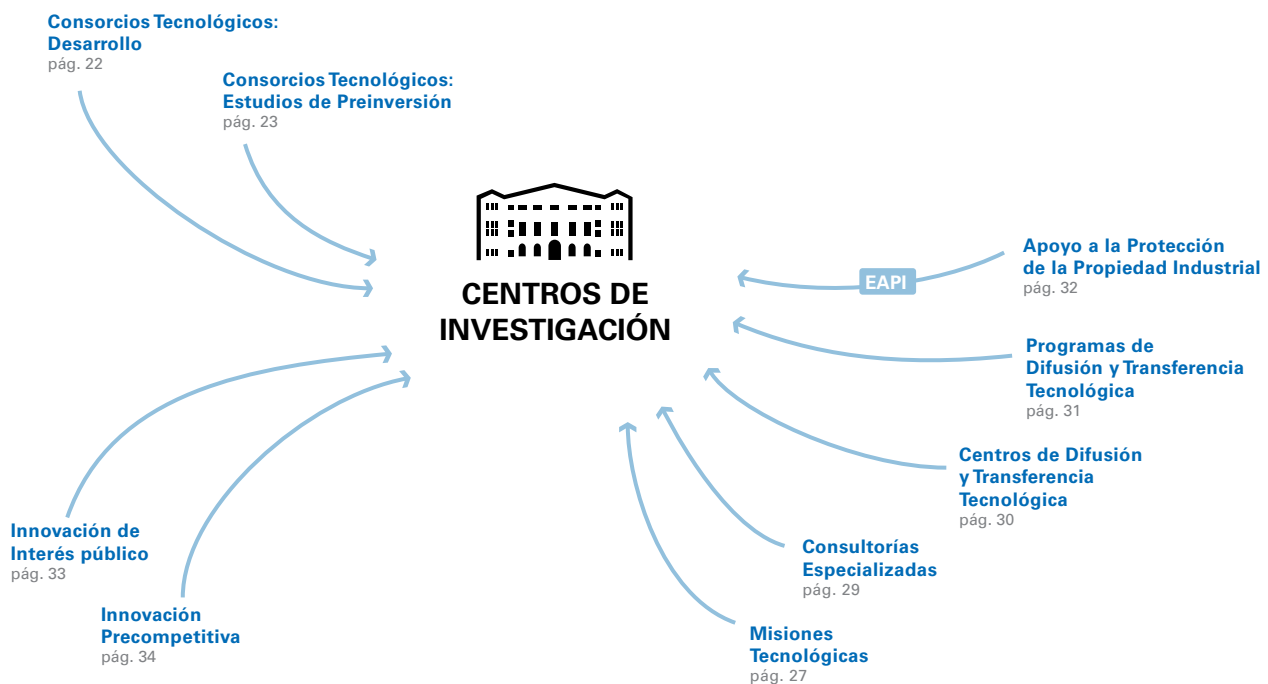 Consorcios Tecnológicos:
Desarrollo
pág. 22
Consorcios Tecnológicos:
Estudios de Preinversión
pág. 23
CENTROS DE
INVESTIGACIÓN
EAPI
Apoyo a la Protección
de la Propiedad Industrial
pág. 32
Programas de
Difusión y Transferencia
Tecnológica
pág. 31
Centros de Difusión
y Transferencia
Tecnológica
pág. 30
Consultorías
Especializadas
pág. 29
Misiones
Tecnológicas
pág. 27
Innovación de
Interés público
pág. 33
Innovación
Precompetitiva
pág. 34